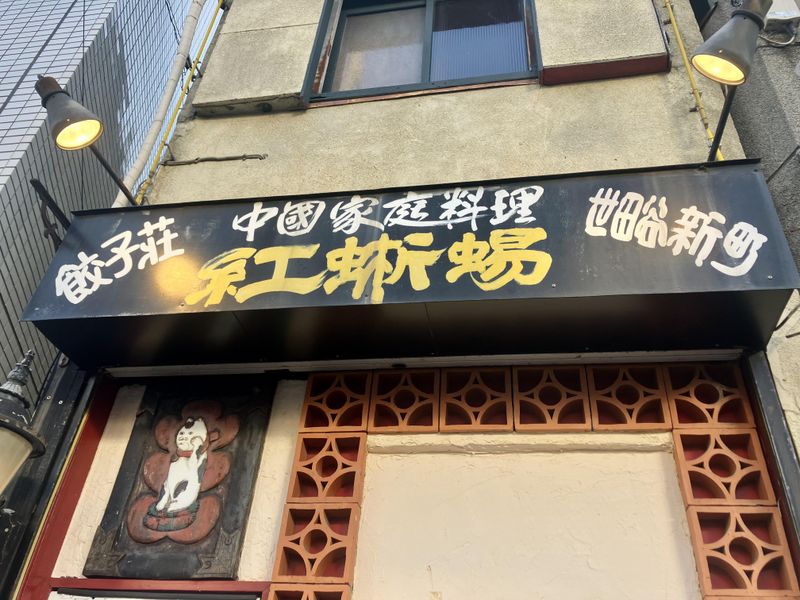 餃子荘
中國家庭料理
紅蜥蜴
世田谷新町